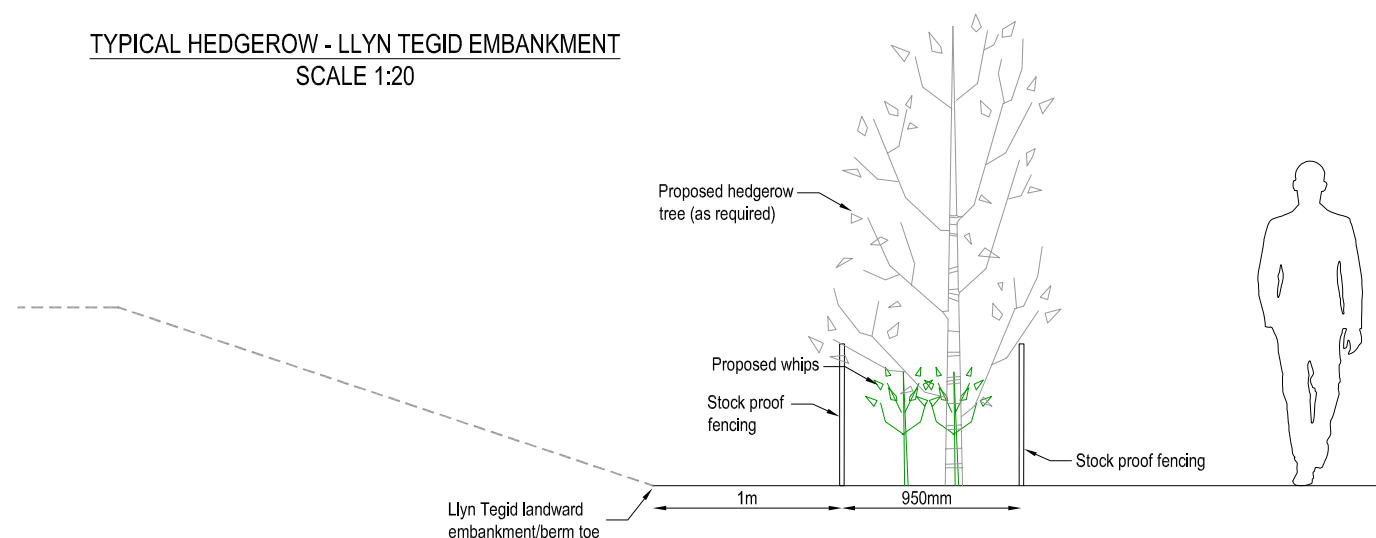 TYPICAL HEDGEROW - LLYN TEGID EMBANKMENT
SCALE 1:20
Proposed hedgerow
tree (as required)
Proposed whips
Stock proof
fencing
Stock proof fencing
1m
950mm
Llyn Tegid landward
embankment/berm toe